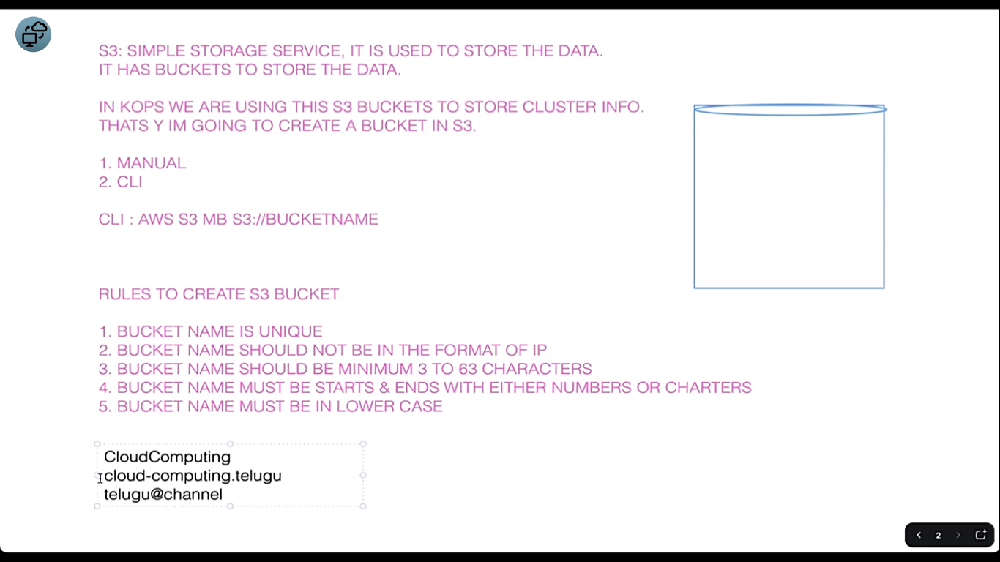 S3: SIMPLE STORAGE SERVICE, IT IS USED TO STORE THE DATA.
IT HAS BUCKETS TO STORE THE DATA.
IN KOPS WE ARE USING THIS S3 BUCKETS TO STORE CLUSTER INFO.
THATS Y IM GOING TO CREATE A BUCKET IN S3.
1. MANUAL
2. CLI
CLI : AWS S3 MB S3://BUCKETNAME
RULES TO CREATE S3 BUCKET
1. BUCKET NAME IS UNIQUE
2. BUCKET NAME SHOULD NOT BE IN THE FORMAT OF IP
3. BUCKET NAME SHOULD BE MINIMUM 3 TO 63 CHARACTERS
4. BUCKET NAME MUST BE STARTS & ENDS WITH EITHER NUMBERS OR CHARTERS
5. BUCKET NAME MUST BE IN LOWER CASE
CloudComputing
cloud-computing.telugu
telugu@channel
2